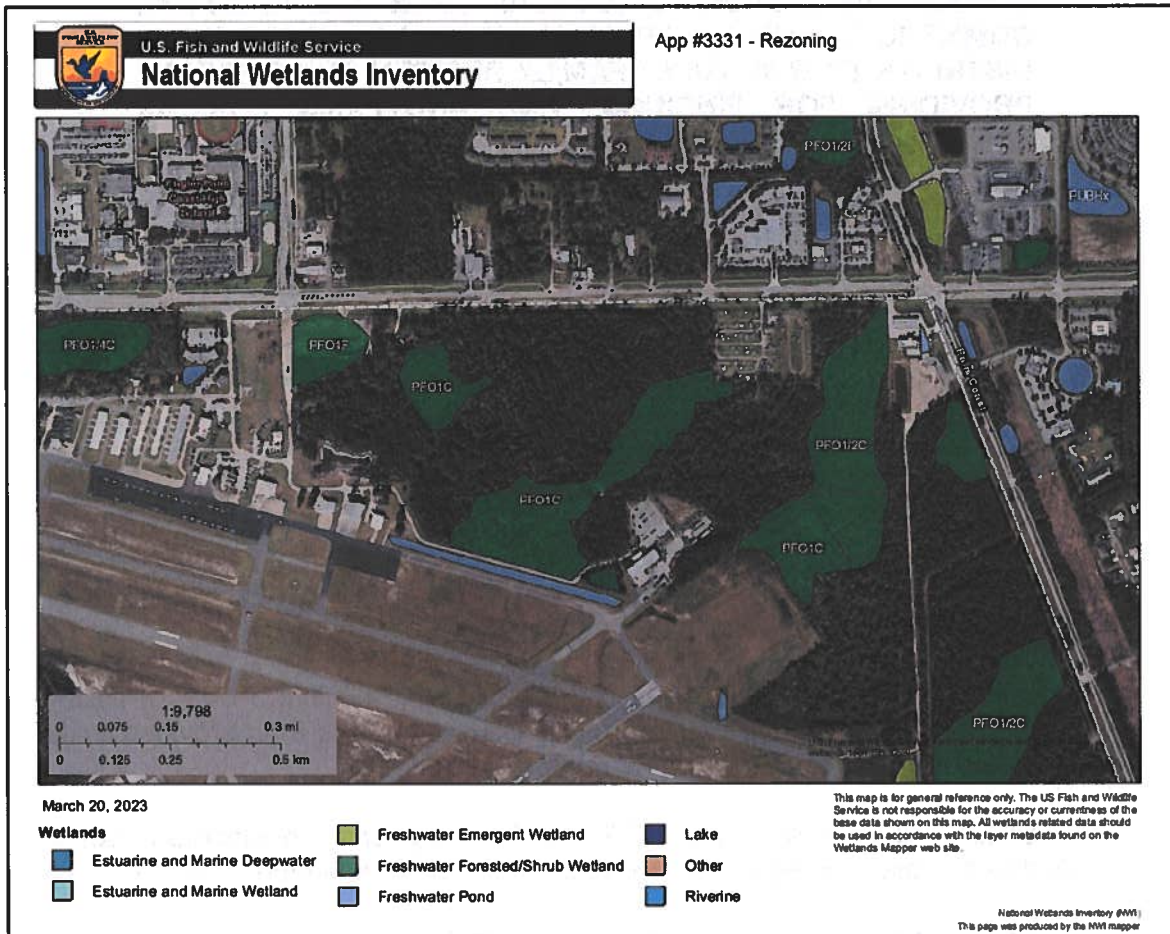 U.S. Fish and Wildlife Service
National Wetlands Inventory
App #3331 - Rezoning
PFO1/2F
PUBHx
PFO1/4C
PFO1F
PFO1C
PFO1/2C
PFO1C
PFO1C
PFO1/2C
1:9,798
0 0.075 0.15 0.3 mi
0 0.125 0.25 0.5 km
March 20, 2023
Wetlands
Estuarine and Marine Deepwater
Estuarine and Marine Wetland
Freshwater Emergent Wetland
Freshwater Forested/Shrub Wetland
Freshwater Pond
Lake
Other
Riverine
This map is for general reference only. The US Fish and Wildlife
Service is not responsible for the accuracy or currentness of the
base data shown on this map. All wetlands related data should
be used in accordance with the layer metadata found on the
Wetlands Mapper web site.
National Wetlands Inventory (NWI)
This page was produced by the NWI mapper